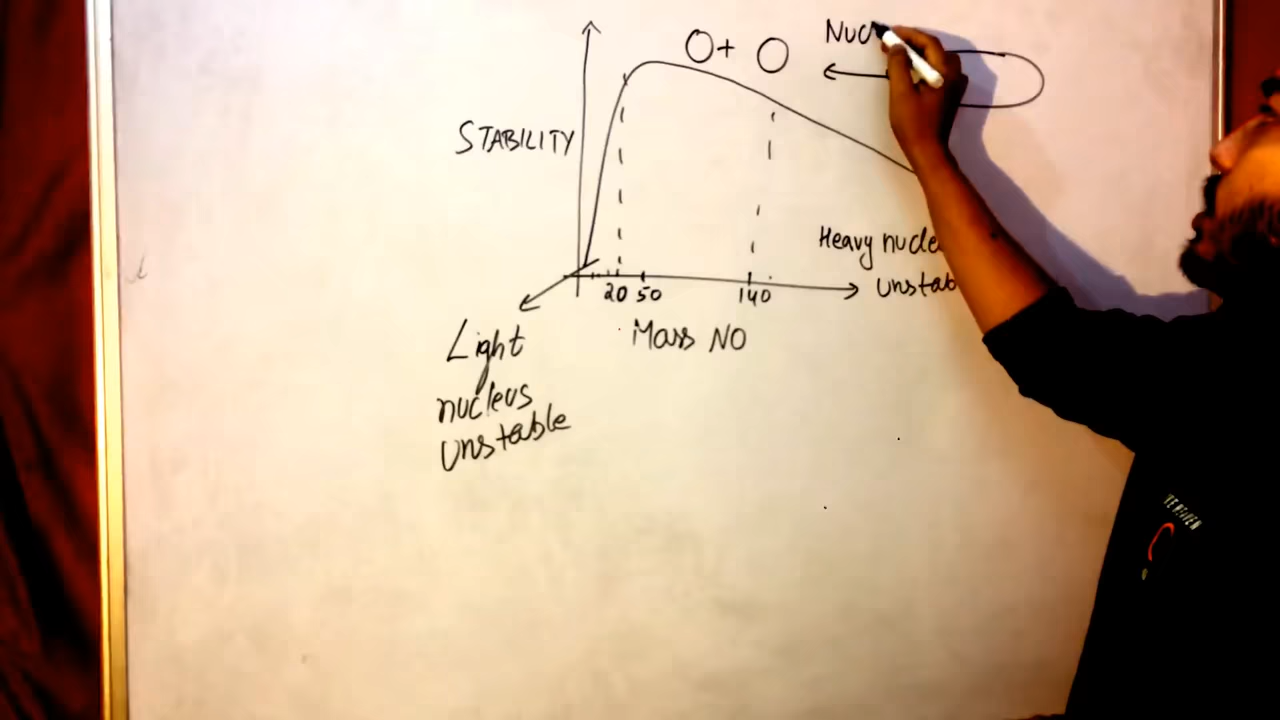 O + O
Nuc
STABILITY
Heavy nucle
unstab
20 50 140
Mass NO
Light
nucleus
unstable